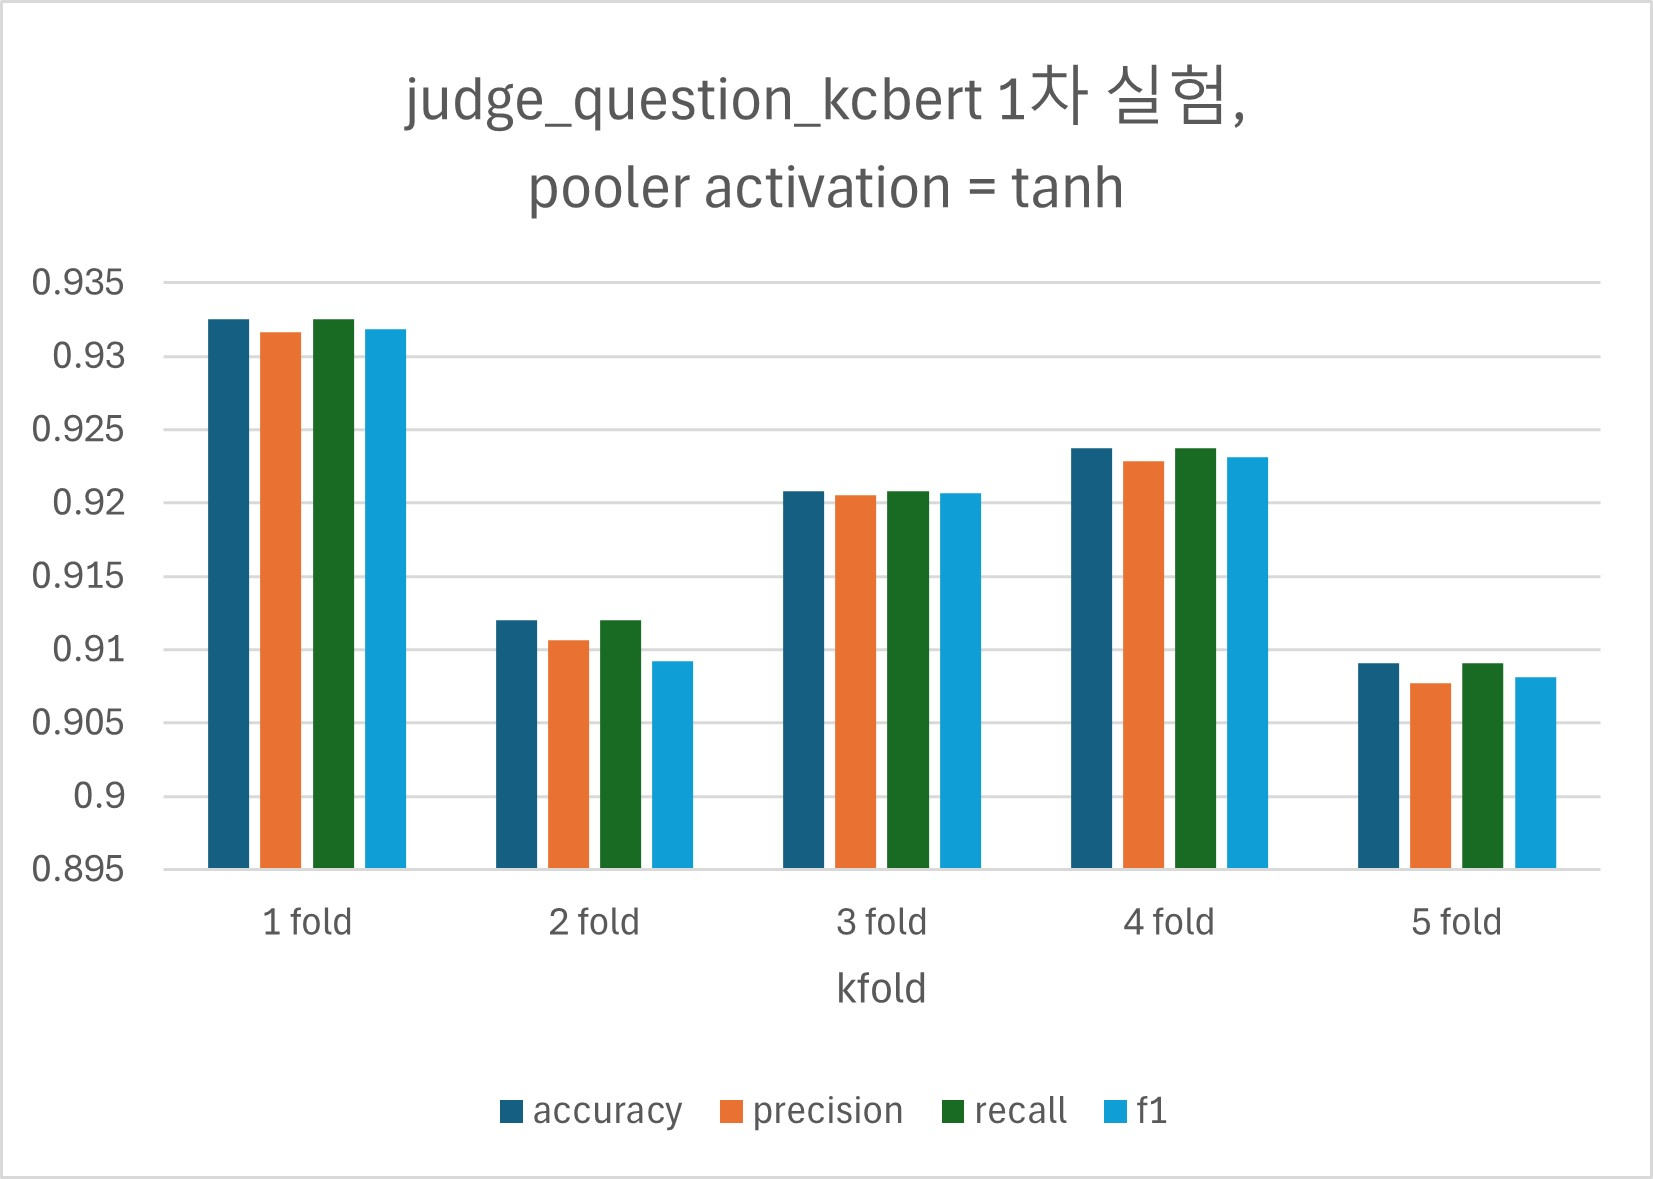 judge_question_kcbert 1차 실험,
pooler activation = tanh
0.935
0.93
0.925
0.92
0.915
0.91
0.905
0.9
0.895
1 fold 2 fold 3 fold 4 fold 5 fold
kfold
accuracy precision recall f1